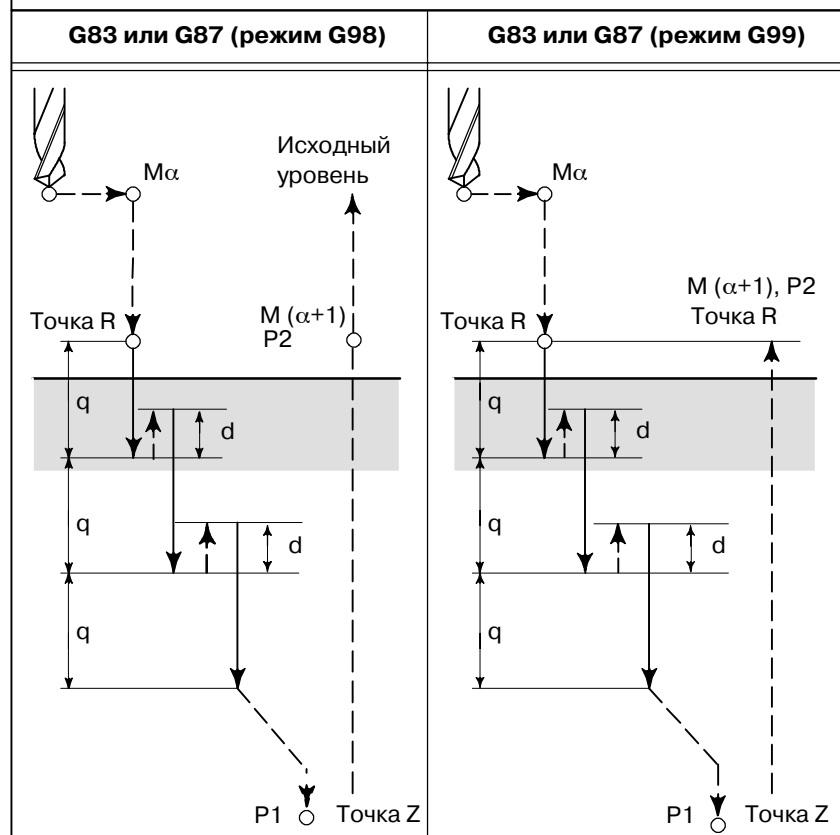 G83 или G87 (режим G98)
G83 или G87 (режим G99)
Исходный
уровень
Mα
Точка R
M (α+1)
P2
q
d
q
d
q
P1
Точка Z
Mα
M (α+1), P2
Точка R
Точка R
q
d
q
d
q
P1
Точка Z